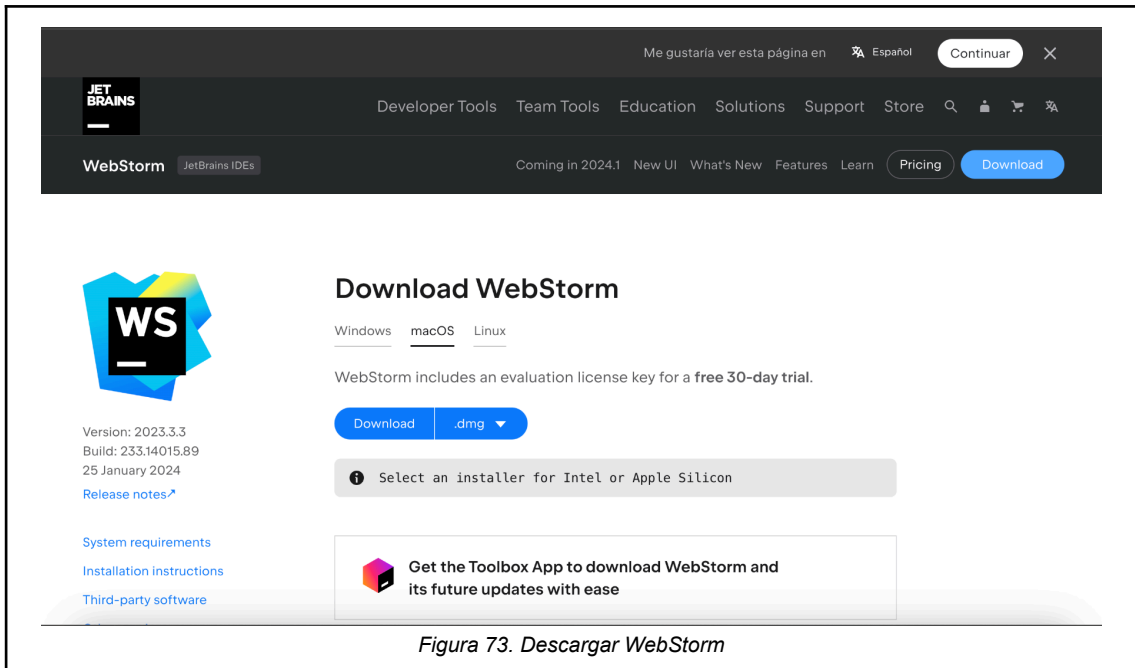 Me gustaría ver esta página en Español Continuar
JET
BRAINS
Developer Tools Team Tools Education Solutions Support Store
WebStorm JetBrains IDEs Coming in 2024.1 New UI What's New Features Learn Pricing Download
WS
Download WebStorm
Windows macOS Linux
WebStorm includes an evaluation license key for a free 30-day trial.
Download .dmg
Select an installer for Intel or Apple Silicon
Version: 2023.3.3
Build: 233.14015.89
25 January 2024
Release notes↗
System requirements
Installation instructions
Third-party software
Get the Toolbox App to download WebStorm and
its future updates with ease
Figura 73. Descargar WebStorm